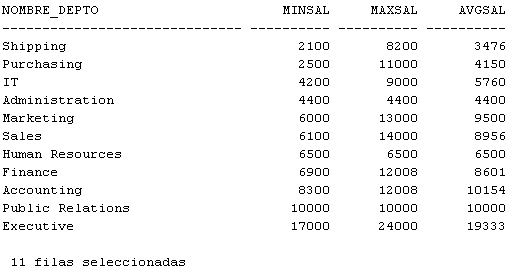 NOMBRE_DEPTO MINSAL MAXSAL AVGSAL
------------------------------ ---------- ---------- ----------
Shipping 2100 8200 3476
Purchasing 2500 11000 4150
IT 4200 9000 5760
Administration 4400 4400 4400
Marketing 6000 13000 9500
Sales 6100 14000 8956
Human Resources 6500 6500 6500
Finance 6900 12008 8601
Accounting 8300 12008 10154
Public Relations 10000 10000 10000
Executive 17000 24000 19333
11 filas seleccionadas